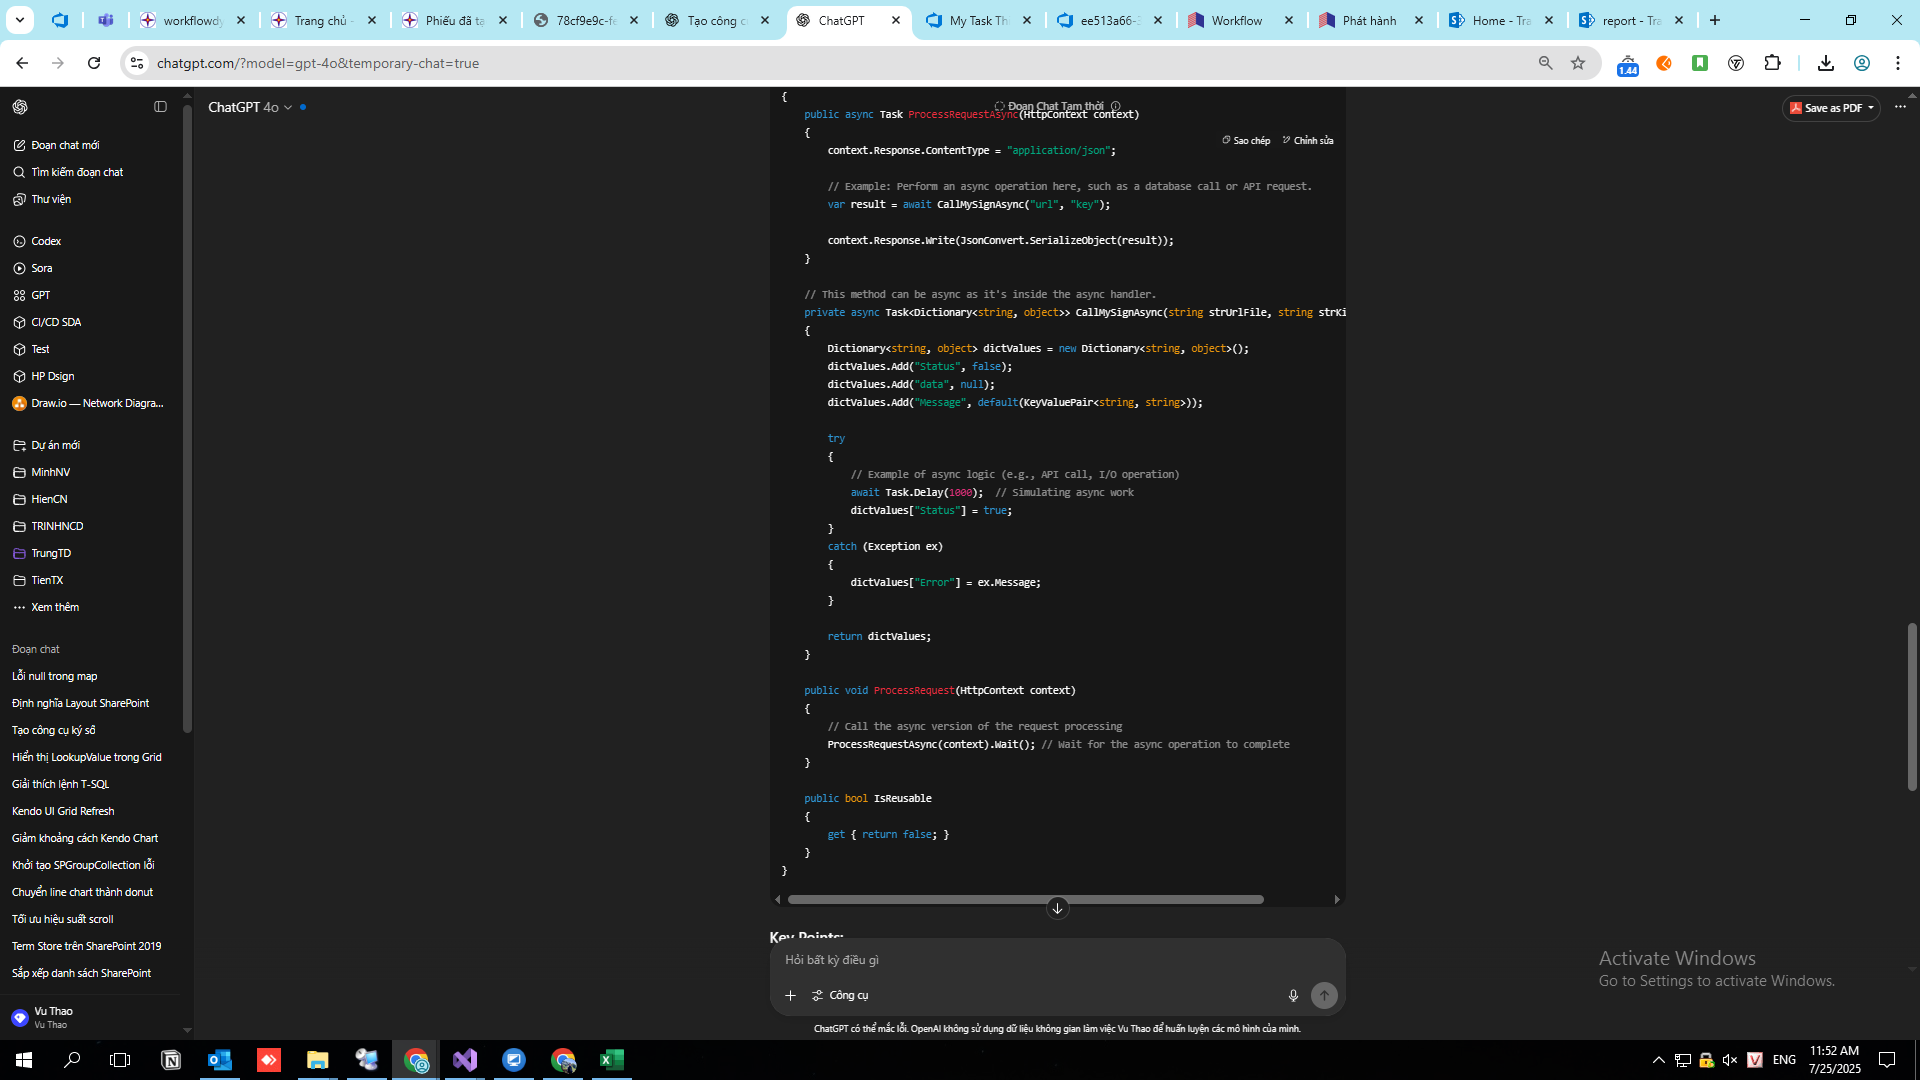 workflowdy
Trang chủ -
Phiếu đã tạ
78cf9e9c-fe
Tạo công c
ChatGPT
My Task Th
ee513a66-3
Workflow
Phát hành
Home - Tra
report - Tra
chatgpt.com/?model=gpt-4o&temporary-chat=true
1.44
ChatGPT 4o
Đoạn Chat Tạm thời
Save as PDF
Sao chép
Chỉnh sửa
Đoạn chat mới
Tìm kiếm đoạn chat
Thư viện
Codex
Sora
GPT
CI/CD SDA
Test
HP Dsign
Draw.io — Network Diagra...
Dự án mới
MinhNV
HienCN
TRINHNCD
TrungTD
TienTX
Xem thêm
Đoạn chat
Lỗi null trong map
Định nghĩa Layout SharePoint
Tạo công cụ ký số
Hiển thị LookupValue trong Grid
Giải thích lệnh T-SQL
Kendo UI Grid Refresh
Giảm khoảng cách Kendo Chart
Khởi tạo SPGroupCollection lỗi
Chuyển line chart thành donut
Tối ưu hiệu suất scroll
Term Store trên SharePoint 2019
Sắp xếp danh sách SharePoint
Vu Thao
Vu Thao
{
public async Task ProcessRequestAsync(HttpContext context)
{
context.Response.ContentType = "application/json";
// Example: Perform an async operation here, such as a database call or API request.
var result = await CallMySignAsync("url", "key");
context.Response.Write(JsonConvert.SerializeObject(result));
}
// This method can be async as it's inside the async handler.
private async Task<Dictionary<string, object>> CallMySignAsync(string strUrlFile, string strKi
{
Dictionary<string, object> dictValues = new Dictionary<string, object>();
dictValues.Add("Status", false);
dictValues.Add("data", null);
dictValues.Add("Message", default(KeyValuePair<string, string>));
try
{
// Example of async logic (e.g., API call, I/O operation)
await Task.Delay(1000);  // Simulating async work
dictValues["Status"] = true;
}
catch (Exception ex)
{
dictValues["Error"] = ex.Message;
}
return dictValues;
}
public void ProcessRequest(HttpContext context)
{
// Call the async version of the request processing
ProcessRequestAsync(context).Wait(); // Wait for the async operation to complete
}
public bool IsReusable
{
get { return false; }
}
}
Key Points:
Hỏi bất kỳ điều gì
Công cụ
ChatGPT có thể mắc lỗi. OpenAI không sử dụng dữ liệu không gian làm việc Vu Thao để huấn luyện các mô hình của mình.
Activate Windows
Go to Settings to activate Windows.
ENG
11:52 AM
7/25/2025